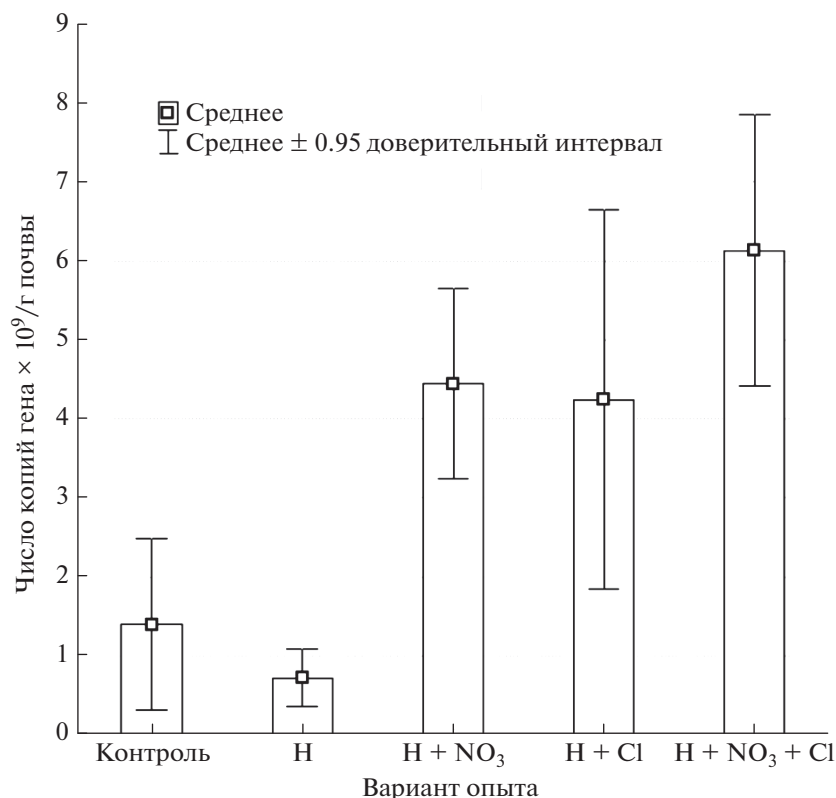 9
8
Среднее
Среднее ± 0.95 доверительный интервал
7
6
5
4
3
2
1
0
Число копий гена × 10⁹/г почвы
Контроль Н Н + NO₃ Н + Cl Н + NO₃ + Cl
Вариант опыта